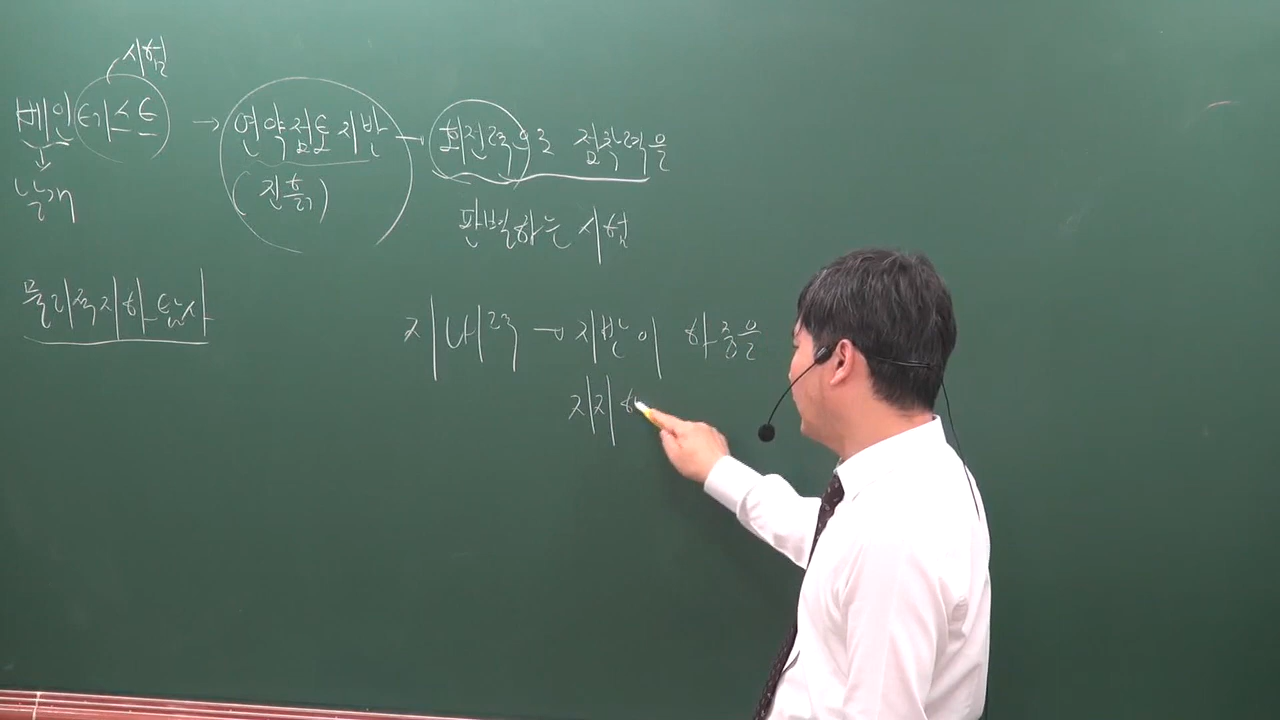 시험
베인테스트 → 연약점토지반 → 회전력으로 점착력을
↓
날개 (진흙) 판별하는 시험
물리적지하탐사
지내력 → 지반이 하중을
지지하